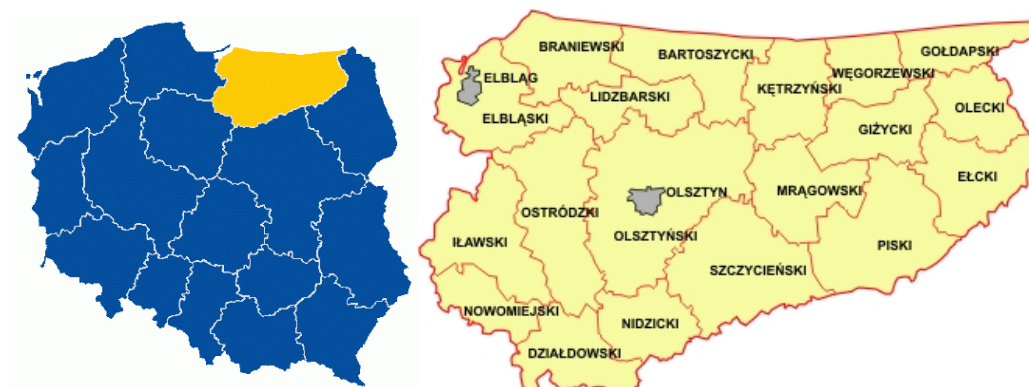 BRANIEWSKI
BARTOSZYCKI
GOŁDAPSKI
ELBLĄG
WĘGORZEWSKI
KĘTRZYŃSKI
LIDZBARSKI
OLECKI
ELBLĄSKI
GIŻYCKI
EŁCKI
OLSZTYN
MRĄGOWSKI
OSTRÓDZKI
OLSZTYŃSKI
IŁAWSKI
PISKI
SZCZYCIEŃSKI
NOWOMIEJSKI
NIDZICKI
DZIAŁDOWSKI